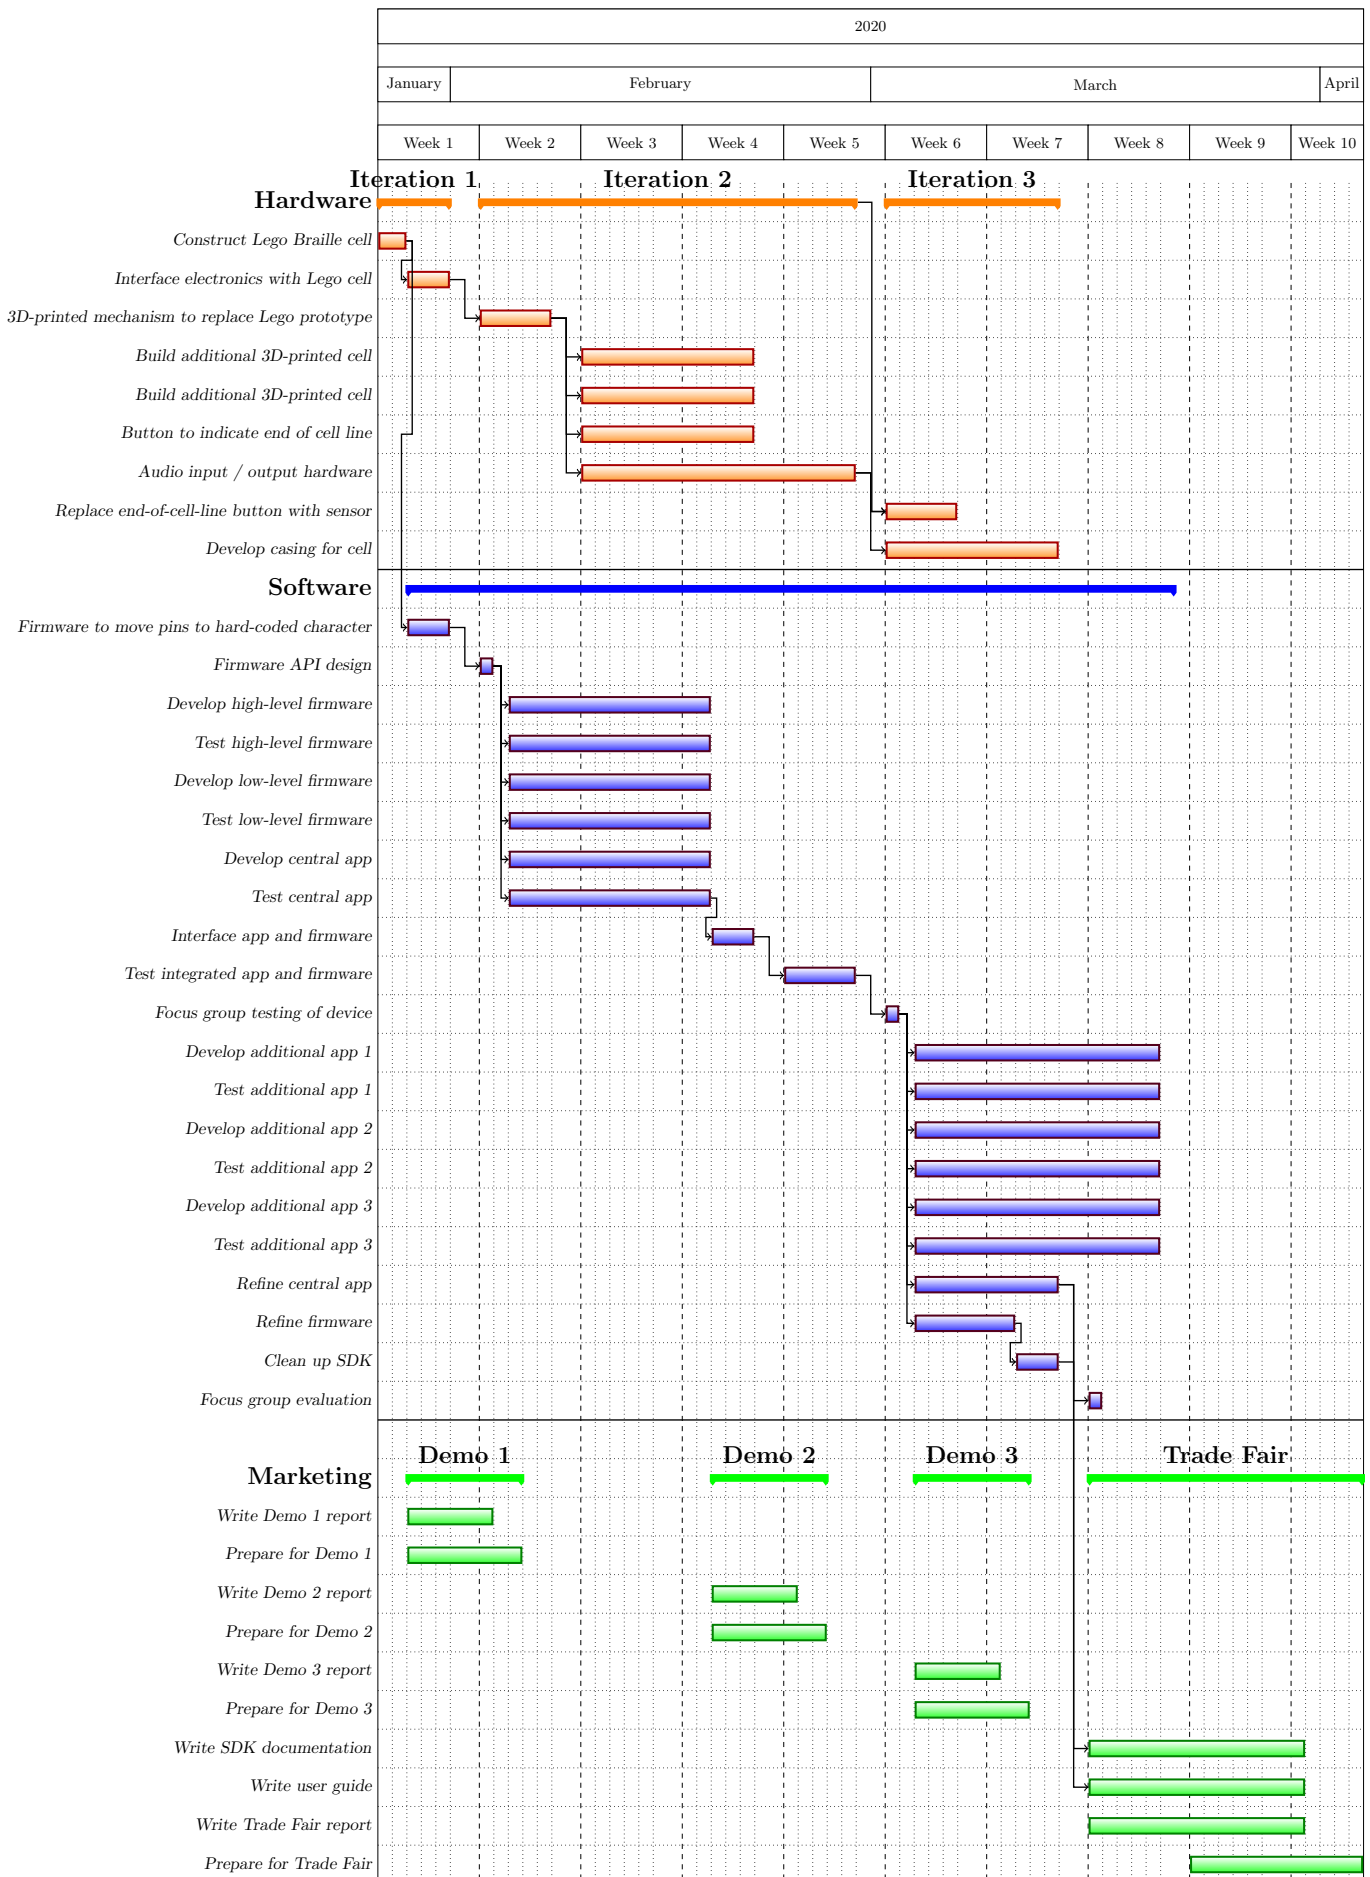 2020
January February March April
Week 1 Week 2 Week 3 Week 4 Week 5 Week 6 Week 7 Week 8 Week 9 Week 10
Iteration 1 Iteration 2 Iteration 3
Hardware
Construct Lego Braille cell
Interface electronics with Lego cell
3D-printed mechanism to replace Lego prototype
Build additional 3D-printed cell
Build additional 3D-printed cell
Button to indicate end of cell line
Audio input / output hardware
Replace end-of-cell-line button with sensor
Develop casing for cell
Software
Firmware to move pins to hard-coded character
Firmware API design
Develop high-level firmware
Test high-level firmware
Develop low-level firmware
Test low-level firmware
Develop central app
Test central app
Interface app and firmware
Test integrated app and firmware
Focus group testing of device
Develop additional app 1
Test additional app 1
Develop additional app 2
Test additional app 2
Develop additional app 3
Test additional app 3
Refine central app
Refine firmware
Clean up SDK
Focus group evaluation
Demo 1 Demo 2 Demo 3 Trade Fair
Marketing
Write Demo 1 report
Prepare for Demo 1
Write Demo 2 report
Prepare for Demo 2
Write Demo 3 report
Prepare for Demo 3
Write SDK documentation
Write user guide
Write Trade Fair report
Prepare for Trade Fair